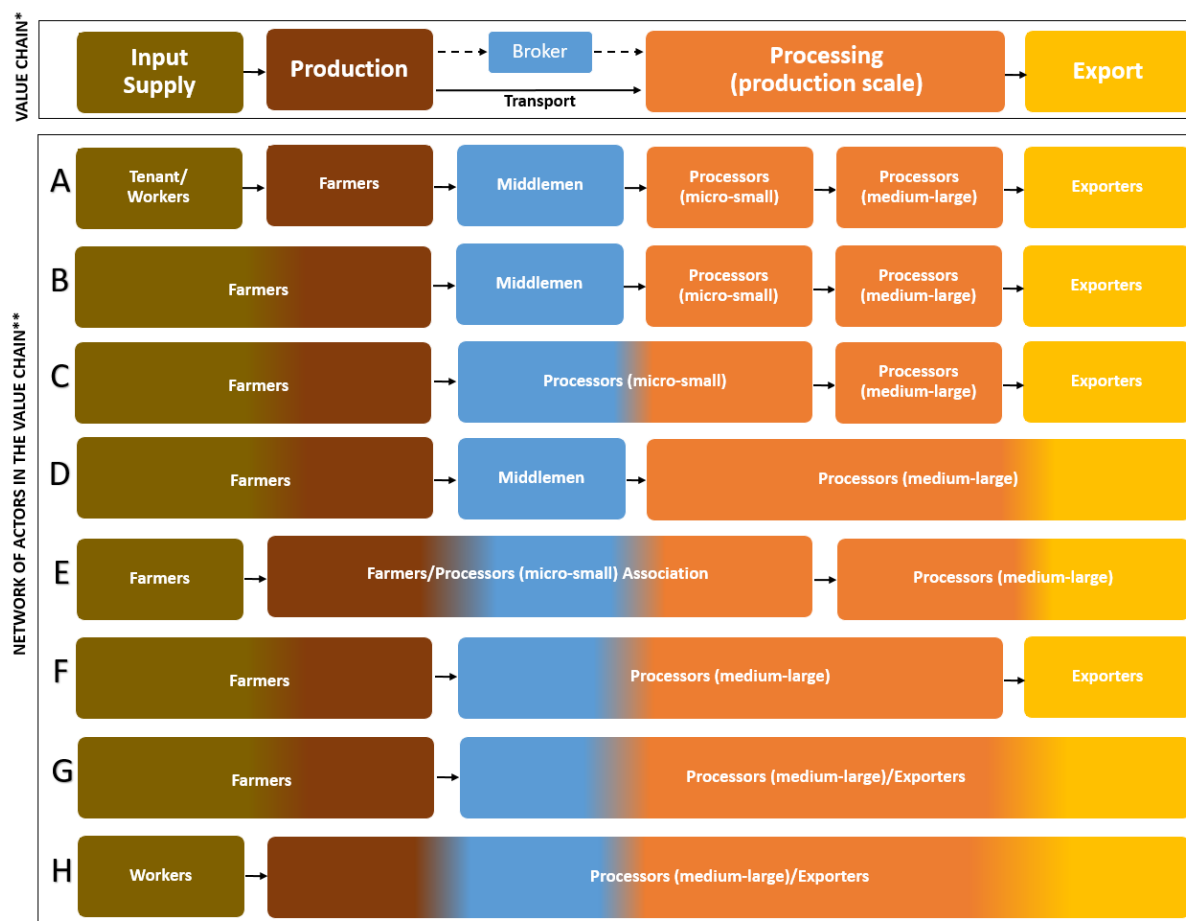 VALUE CHAIN*
Input
Supply
Production
Broker
Transport
Processing
(production scale)
Export
NETWORK OF ACTORS IN THE VALUE CHAIN**
A
Tenant/
Workers
Farmers
Middlemen
Processors
(micro-small)
Processors
(medium-large)
Exporters
B
Farmers
Middlemen
Processors
(micro-small)
Processors
(medium-large)
Exporters
C
Farmers
Processors (micro-small)
Processors
(medium-large)
Exporters
D
Farmers
Middlemen
Processors (medium-large)
E
Farmers
Farmers/Processors (micro-small) Association
Processors (medium-large)
F
Farmers
Processors (medium-large)
Exporters
G
Farmers
Processors (medium-large)/Exporters
H
Workers
Processors (medium-large)/Exporters